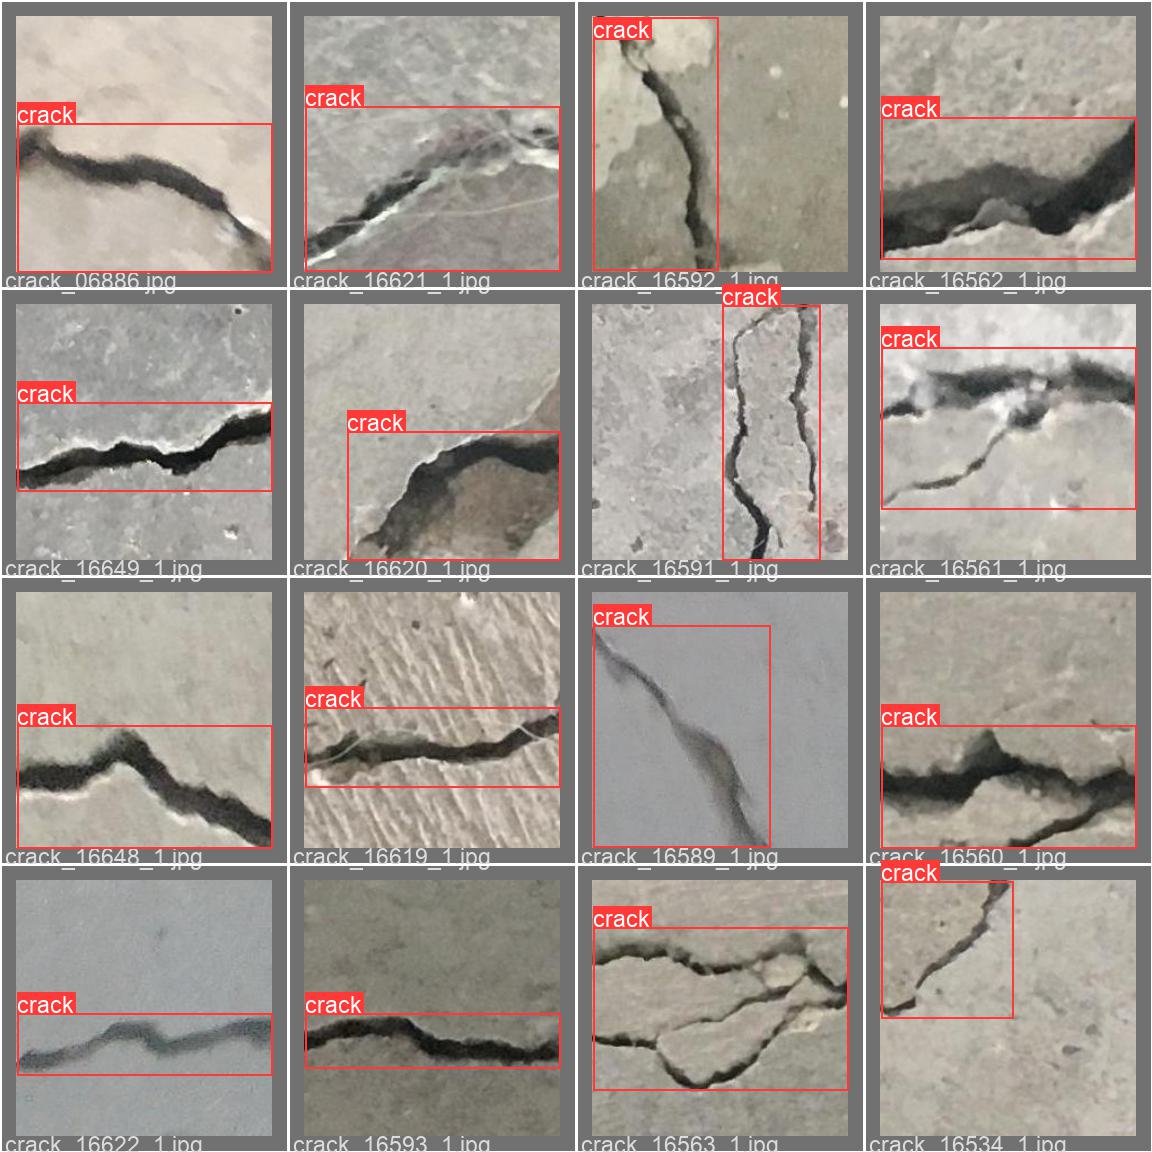 crack
crack
crack
crack
crack_06886.jpg
crack_16621_1.jpg
crack_16592_1.jpg
crack_16562_1.jpg
crack
crack
crack
crack
crack_16649_1.jpg
crack_16620_1.jpg
crack_16591_1.jpg
crack_16561_1.jpg
crack
crack
crack
crack
crack_16648_1.jpg
crack_16619_1.jpg
crack_16589_1.jpg
crack_16560_1.jpg
crack
crack
crack
crack
crack_16622_1.jpg
crack_16593_1.jpg
crack_16563_1.jpg
crack_16534_1.jpg